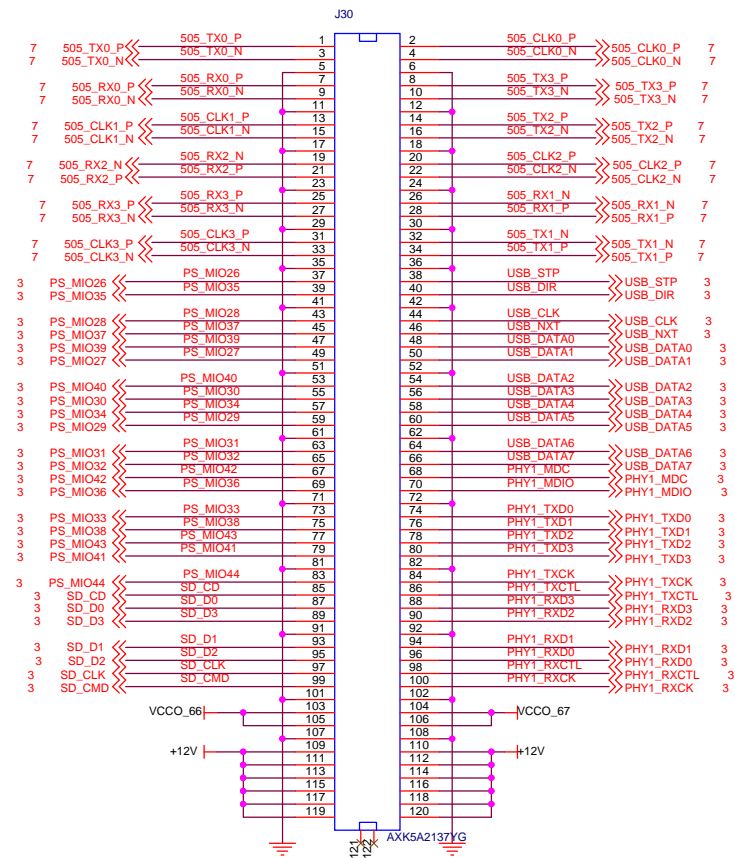 J30
7 505_TX0_P 505_TX0_P 1 2 505_CLK0_P 505_CLK0_P 7
7 505_TX0_N 505_TX0_N 3 4 505_CLK0_N 505_CLK0_N 7
5 6
7 505_RX0_P 505_RX0_P 7 8 505_TX3_P 505_TX3_P 7
7 505_RX0_N 505_RX0_N 9 10 505_TX3_N 505_TX3_N 7
11 12
7 505_CLK1_P 505_CLK1_P 13 14 505_TX2_P 505_TX2_P 7
7 505_CLK1_N 505_CLK1_N 15 16 505_TX2_N 505_TX2_N 7
17 18
7 505_RX2_N 505_RX2_N 19 20 505_CLK2_P 505_CLK2_P 7
7 505_RX2_P 505_RX2_P 21 22 505_CLK2_N 505_CLK2_N 7
23 24
7 505_RX3_P 505_RX3_P 25 26 505_RX1_N 505_RX1_N 7
7 505_RX3_N 505_RX3_N 27 28 505_RX1_P 505_RX1_P 7
29 30
7 505_CLK3_P 505_CLK3_P 31 32 505_TX1_N 505_TX1_N 7
7 505_CLK3_N 505_CLK3_N 33 34 505_TX1_P 505_TX1_P 7
35 36
3 PS_MIO26 PS_MIO26 37 38 USB_STP USB_STP 3
3 PS_MIO35 PS_MIO35 39 40 USB_DIR USB_DIR 3
41 42
3 PS_MIO28 PS_MIO28 43 44 USB_CLK USB_CLK 3
3 PS_MIO37 PS_MIO37 45 46 USB_NXT USB_NXT 3
3 PS_MIO39 PS_MIO39 47 48 USB_DATA0 USB_DATA0 3
3 PS_MIO27 PS_MIO27 49 50 USB_DATA1 USB_DATA1 3
51 52
3 PS_MIO40 PS_MIO40 53 54 USB_DATA2 USB_DATA2 3
3 PS_MIO30 PS_MIO30 55 56 USB_DATA3 USB_DATA3 3
3 PS_MIO34 PS_MIO34 57 58 USB_DATA4 USB_DATA4 3
3 PS_MIO29 PS_MIO29 59 60 USB_DATA5 USB_DATA5 3
61 62
3 PS_MIO31 PS_MIO31 63 64 USB_DATA6 USB_DATA6 3
3 PS_MIO32 PS_MIO32 65 66 USB_DATA7 USB_DATA7 3
3 PS_MIO42 PS_MIO42 67 68 PHY1_MDC PHY1_MDC 3
3 PS_MIO36 PS_MIO36 69 70 PHY1_MDIO PHY1_MDIO 3
71 72
3 PS_MIO33 PS_MIO33 73 74 PHY1_TXD0 PHY1_TXD0 3
3 PS_MIO38 PS_MIO38 75 76 PHY1_TXD1 PHY1_TXD1 3
3 PS_MIO43 PS_MIO43 77 78 PHY1_TXD2 PHY1_TXD2 3
3 PS_MIO41 PS_MIO41 79 80 PHY1_TXD3 PHY1_TXD3 3
81 82
3 PS_MIO44 PS_MIO44 83 84 PHY1_TXCK PHY1_TXCK 3
3 SD_CD SD_CD 85 86 PHY1_TXCTL PHY1_TXCTL 3
3 SD_D0 SD_D0 87 88 PHY1_RXD3 PHY1_RXD3 3
3 SD_D3 SD_D3 89 90 PHY1_RXD2 PHY1_RXD2 3
91 92
3 SD_D1 SD_D1 93 94 PHY1_RXD1 PHY1_RXD1 3
3 SD_D2 SD_D2 95 96 PHY1_RXD0 PHY1_RXD0 3
3 SD_CLK SD_CLK 97 98 PHY1_RXCTL PHY1_RXCTL 3
3 SD_CMD SD_CMD 99 100 PHY1_RXCK PHY1_RXCK 3
101 102
VCCO_66 103 104 VCCO_67
105 106
107 108
+12V 109 110 +12V
111 112
113 114
115 116
117 118
119 120
121 122 AXK5A2137YG